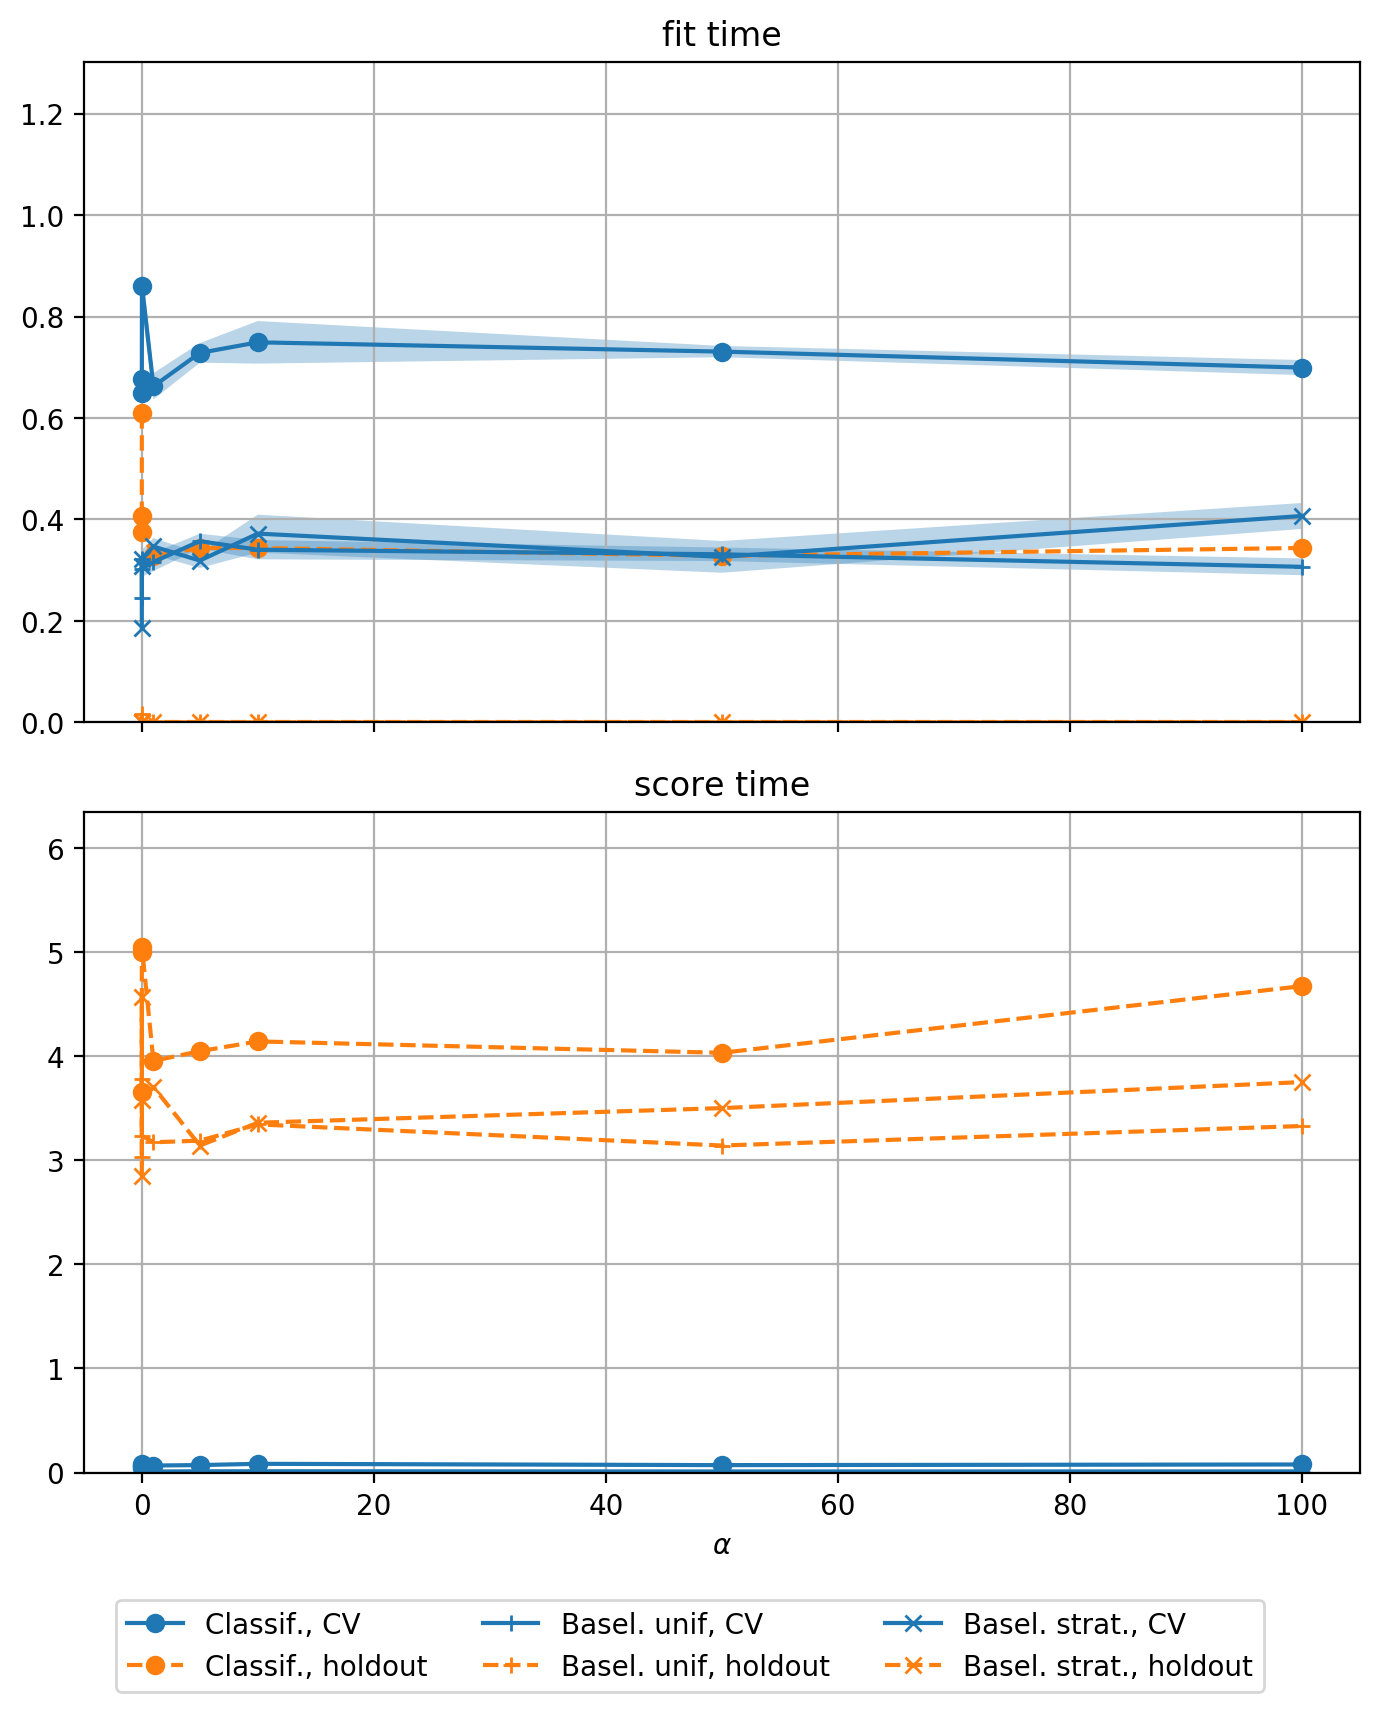 fit time
1.2
1.0
0.8
0.6
0.4
0.2
0.0
score time
6
5
4
3
2
1
0
0 20 40 60 80 100
α
Classif., CV Basel. unif, CV Basel. strat., CV
Classif., holdout Basel. unif, holdout Basel. strat., holdout